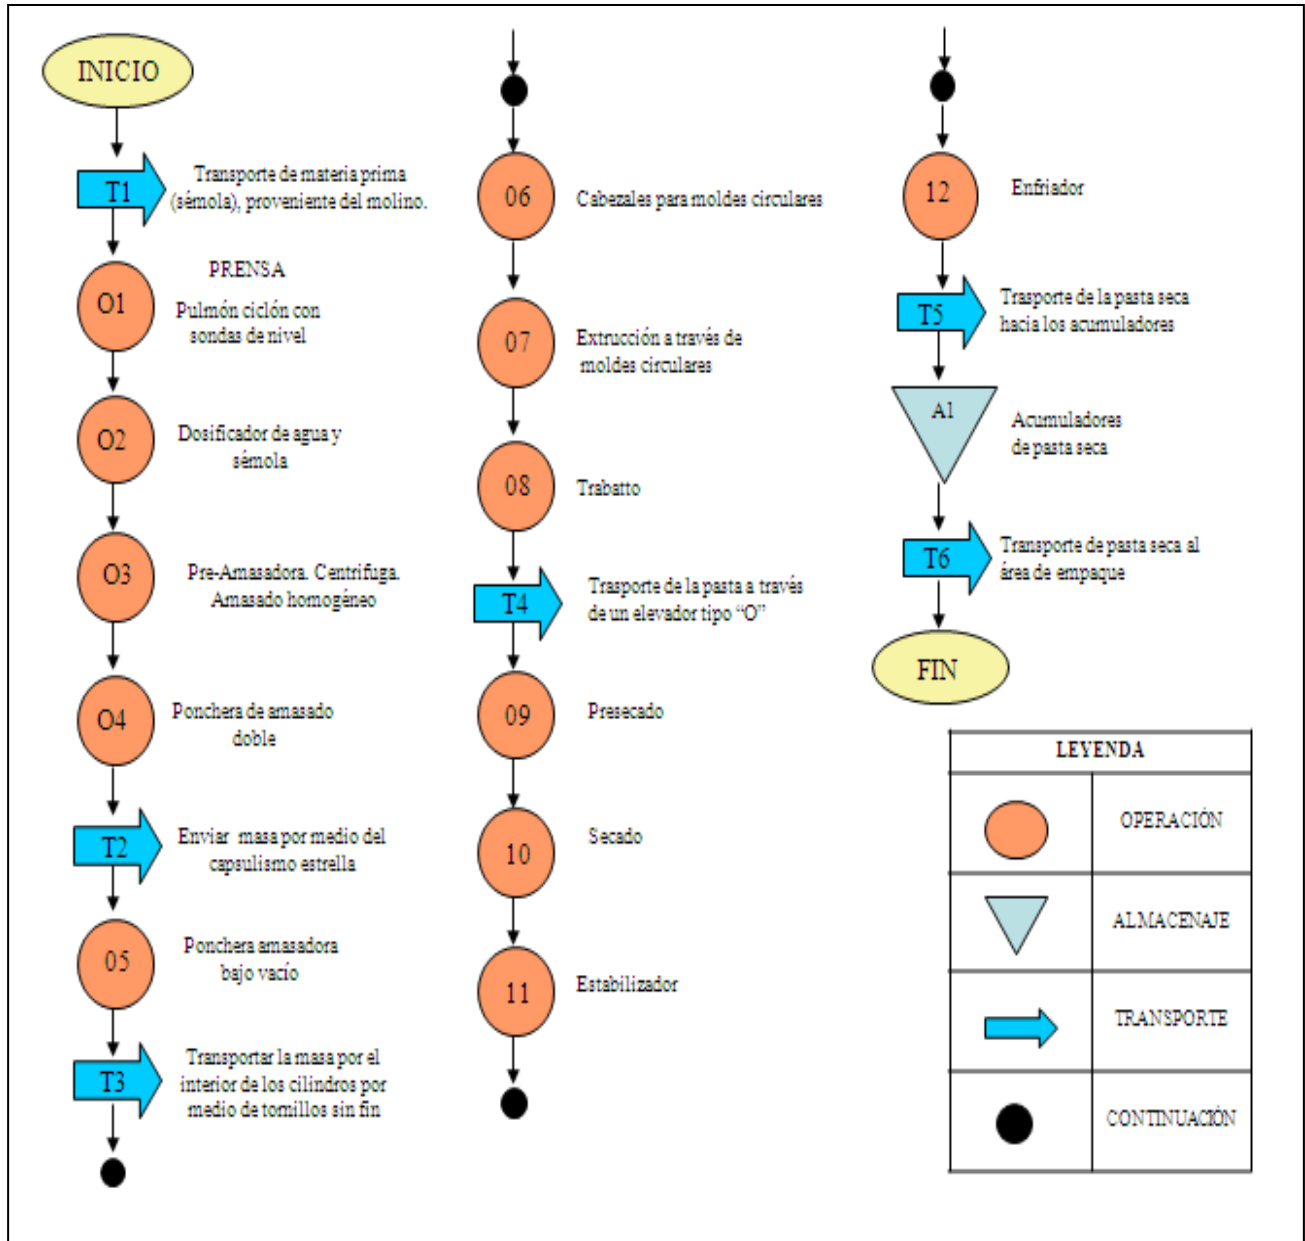 INICIO
T1
Transporte de materia prima
(sémola), proveniente del molino.
PRENSA
O1
Pulmón ciclón con
sondas de nivel
O2
Dosificador de agua y
sémola
O3
Pre-Amasadora. Centrifuga.
Amasado homogéneo
O4
Ponchera de amasado
doble
T2
Enviar masa por medio del
capsulismo estrella
05
Ponchera amasadora
bajo vacío
T3
Transportar la masa por el
interior de los cilindros por
medio de tornillos sin fin
06
Cabezales para moldes circulares
07
Extrucción a través de
moldes circulares
08
Trabatto
T4
Trasporte de la pasta a través
de un elevador tipo “O”
09
Presecado
10
Secado
11
Estabilizador
12
Enfriador
T5
Trasporte de la pasta seca
hacia los acumuladores
A1
Acumuladores
de pasta seca
T6
Transporte de pasta seca al
área de empaque
FIN
LEYENDA
OPERACIÓN
ALMACENAJE
TRANSPORTE
CONTINUACIÓN